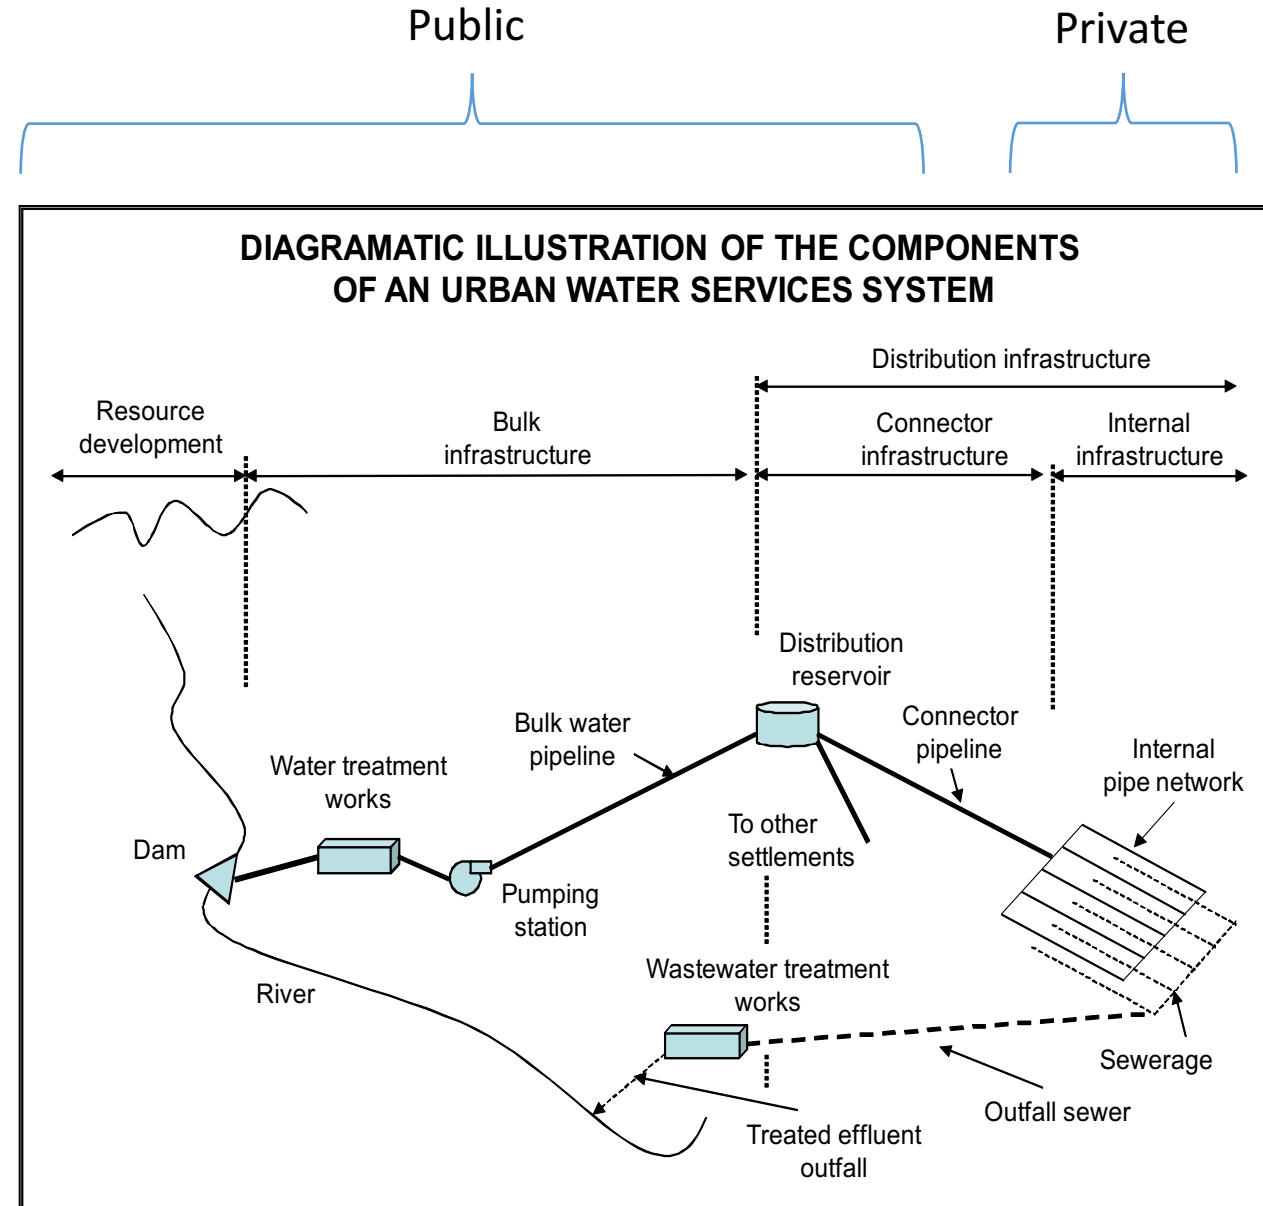 Public
Private
DIAGRAMATIC ILLUSTRATION OF THE COMPONENTS
OF AN URBAN WATER SERVICES SYSTEM
Distribution infrastructure
Resource
development
Bulk
infrastructure
Connector
infrastructure
Internal
infrastructure
Distribution
reservoir
Bulk water
pipeline
Connector
pipeline
Internal
pipe network
Water treatment
works
To other
settlements
Dam
Pumping
station
Wastewater treatment
works
River
Sewerage
Outfall sewer
Treated effluent
outfall